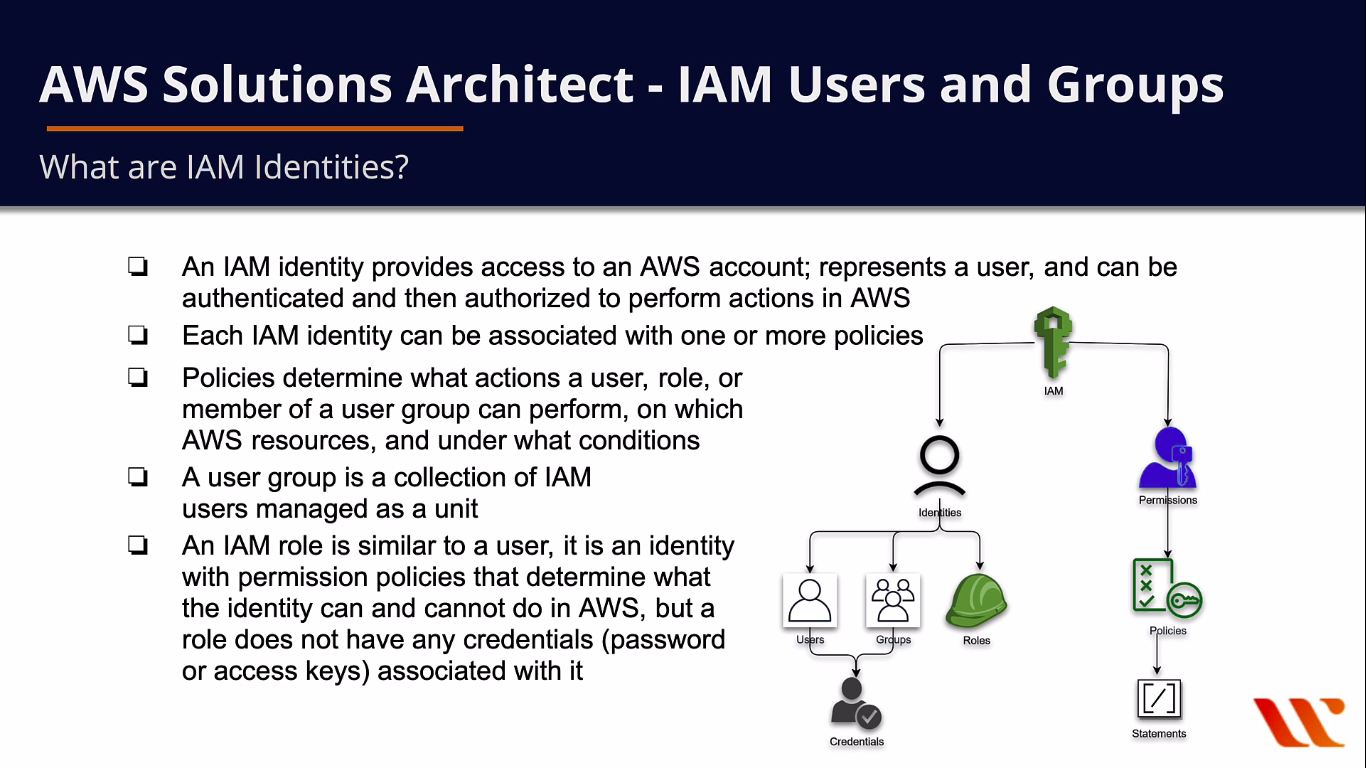 AWS Solutions Architect - IAM Users and Groups
What are IAM Identities?
❏ An IAM identity provides access to an AWS account; represents a user, and can be
authenticated and then authorized to perform actions in AWS
❏ Each IAM identity can be associated with one or more policies
❏ Policies determine what actions a user, role, or
member of a user group can perform, on which
AWS resources, and under what conditions
❏ A user group is a collection of IAM
users managed as a unit
❏ An IAM role is similar to a user, it is an identity
with permission policies that determine what
the identity can and cannot do in AWS, but a
role does not have any credentials (password
or access keys) associated with it
IAM
Identities
Permissions
Users
Groups
Roles
Policies
Credentials
Statements